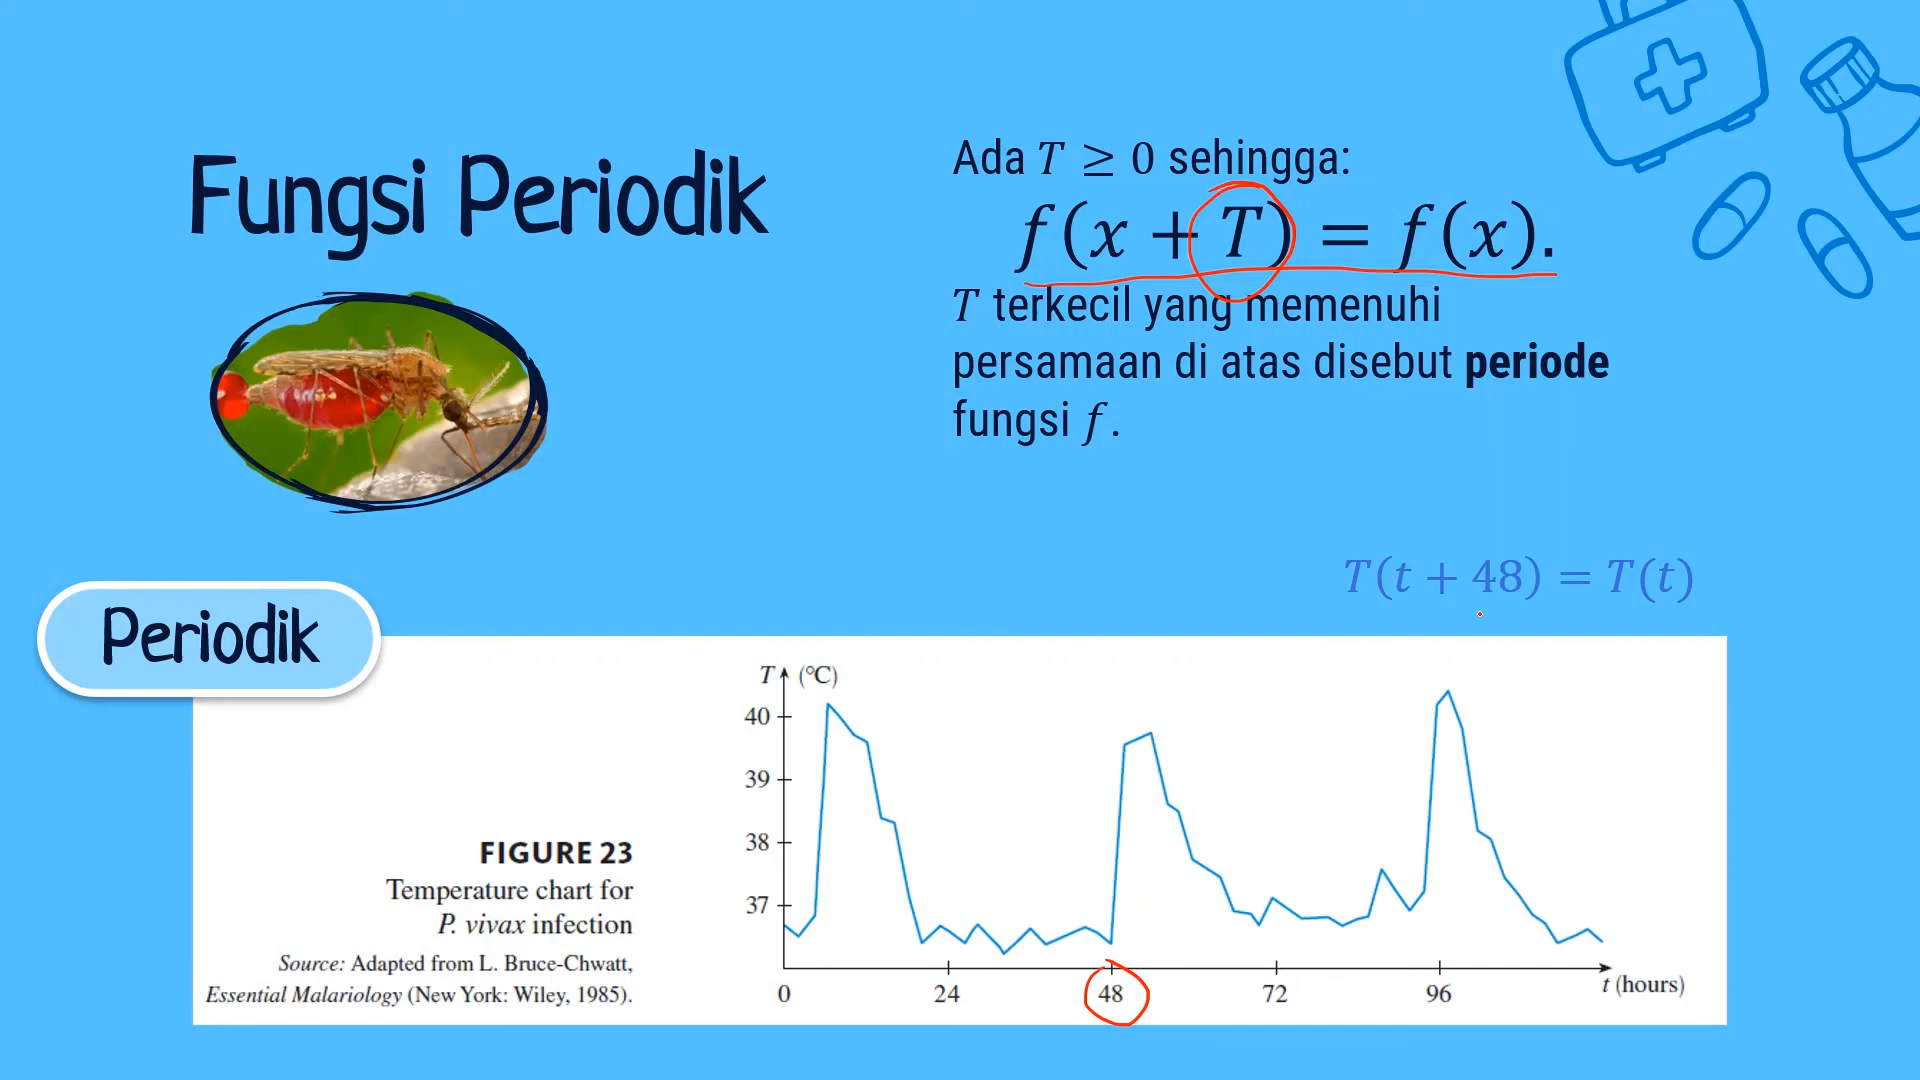 Fungsi Periodik
Ada T ≥ 0 sehingga:
f(x + T) = f(x).
T terkecil yang memenuhi
persamaan di atas disebut periode
fungsi f.
T(t + 48) = T(t)
Periodik
FIGURE 23
Temperature chart for
P. vivax infection
Source: Adapted from L. Bruce-Chwatt,
Essential Malariology (New York: Wiley, 1985).
T (°C)
40
39
38
37
0 24 48 72 96 t (hours)